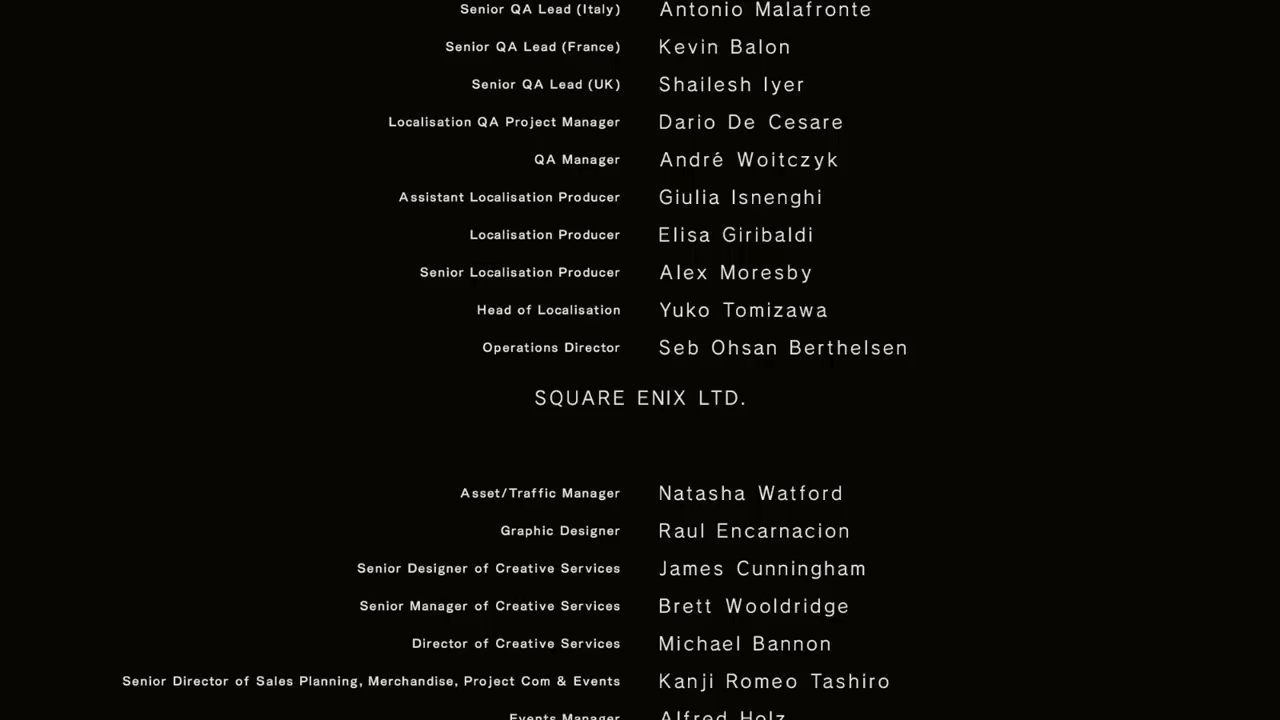 Senior QA Lead (Italy) Antonio Malafronte
Senior QA Lead (France) Kevin Balon
Senior QA Lead (UK) Shailesh Iyer
Localisation QA Project Manager Dario De Cesare
QA Manager André Woitczyk
Assistant Localisation Producer Giulia Isnenghi
Localisation Producer Elisa Giribaldi
Senior Localisation Producer Alex Moresby
Head of Localisation Yuko Tomizawa
Operations Director Seb Ohsan Berthelsen
SQUARE ENIX LTD.
Asset/Traffic Manager Natasha Watford
Graphic Designer Raul Encarnacion
Senior Designer of Creative Services James Cunningham
Senior Manager of Creative Services Brett Wooldridge
Director of Creative Services Michael Bannon
Senior Director of Sales Planning, Merchandise, Project Com & Events Kanji Romeo Tashiro
Events Manager Alfred Holz